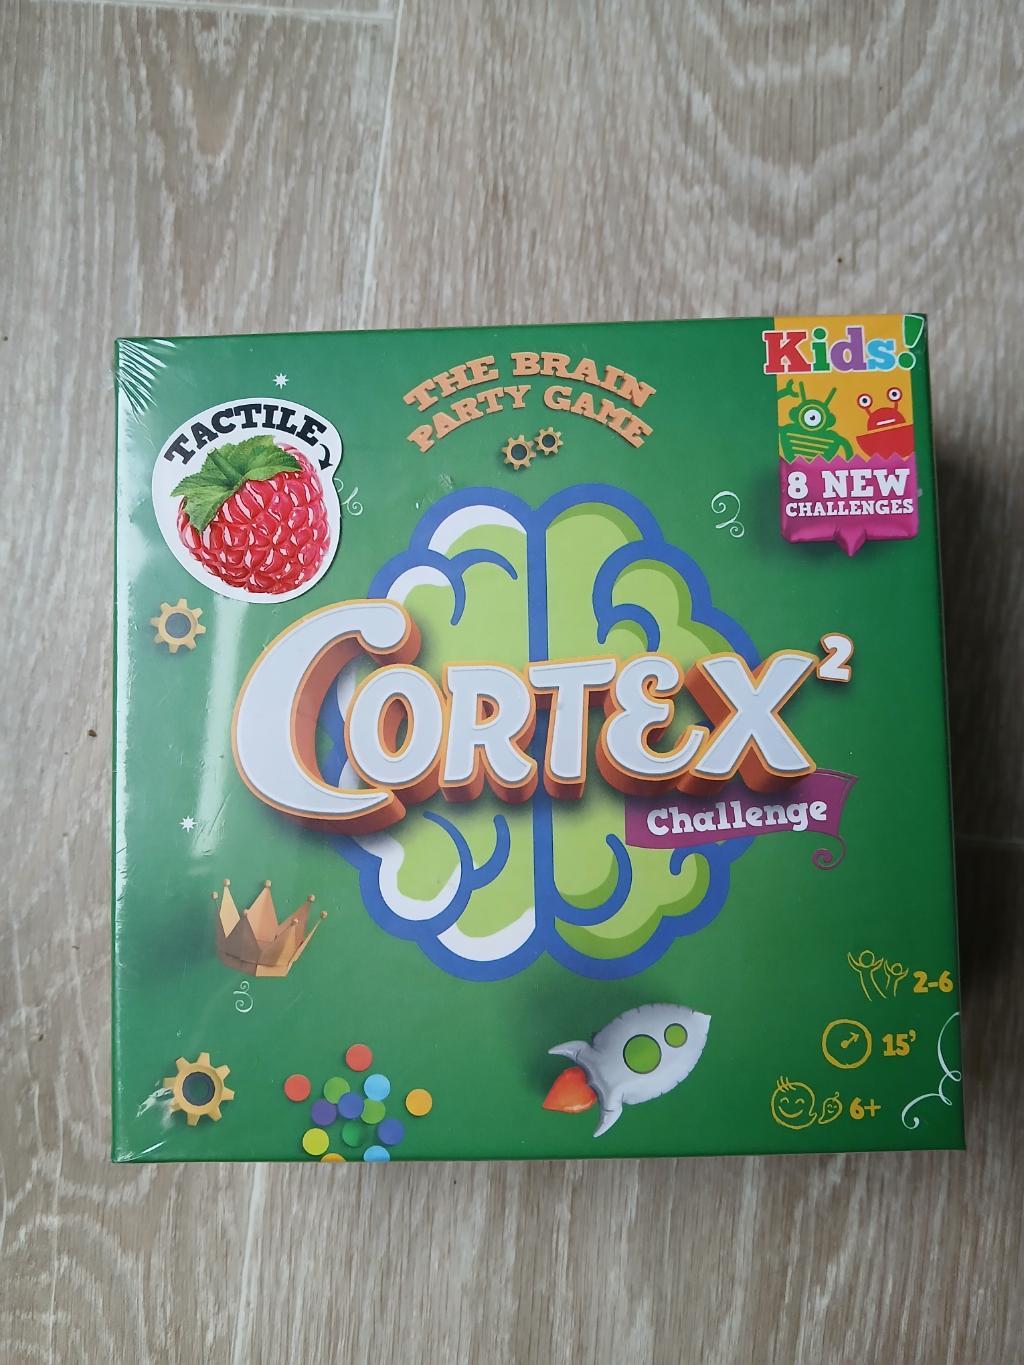 THE BRAIN
PARTY GAME
Kids!
TACTILE
8 NEW
CHALLENGES
CORTEX²
Challenge
2-6
15'
6+